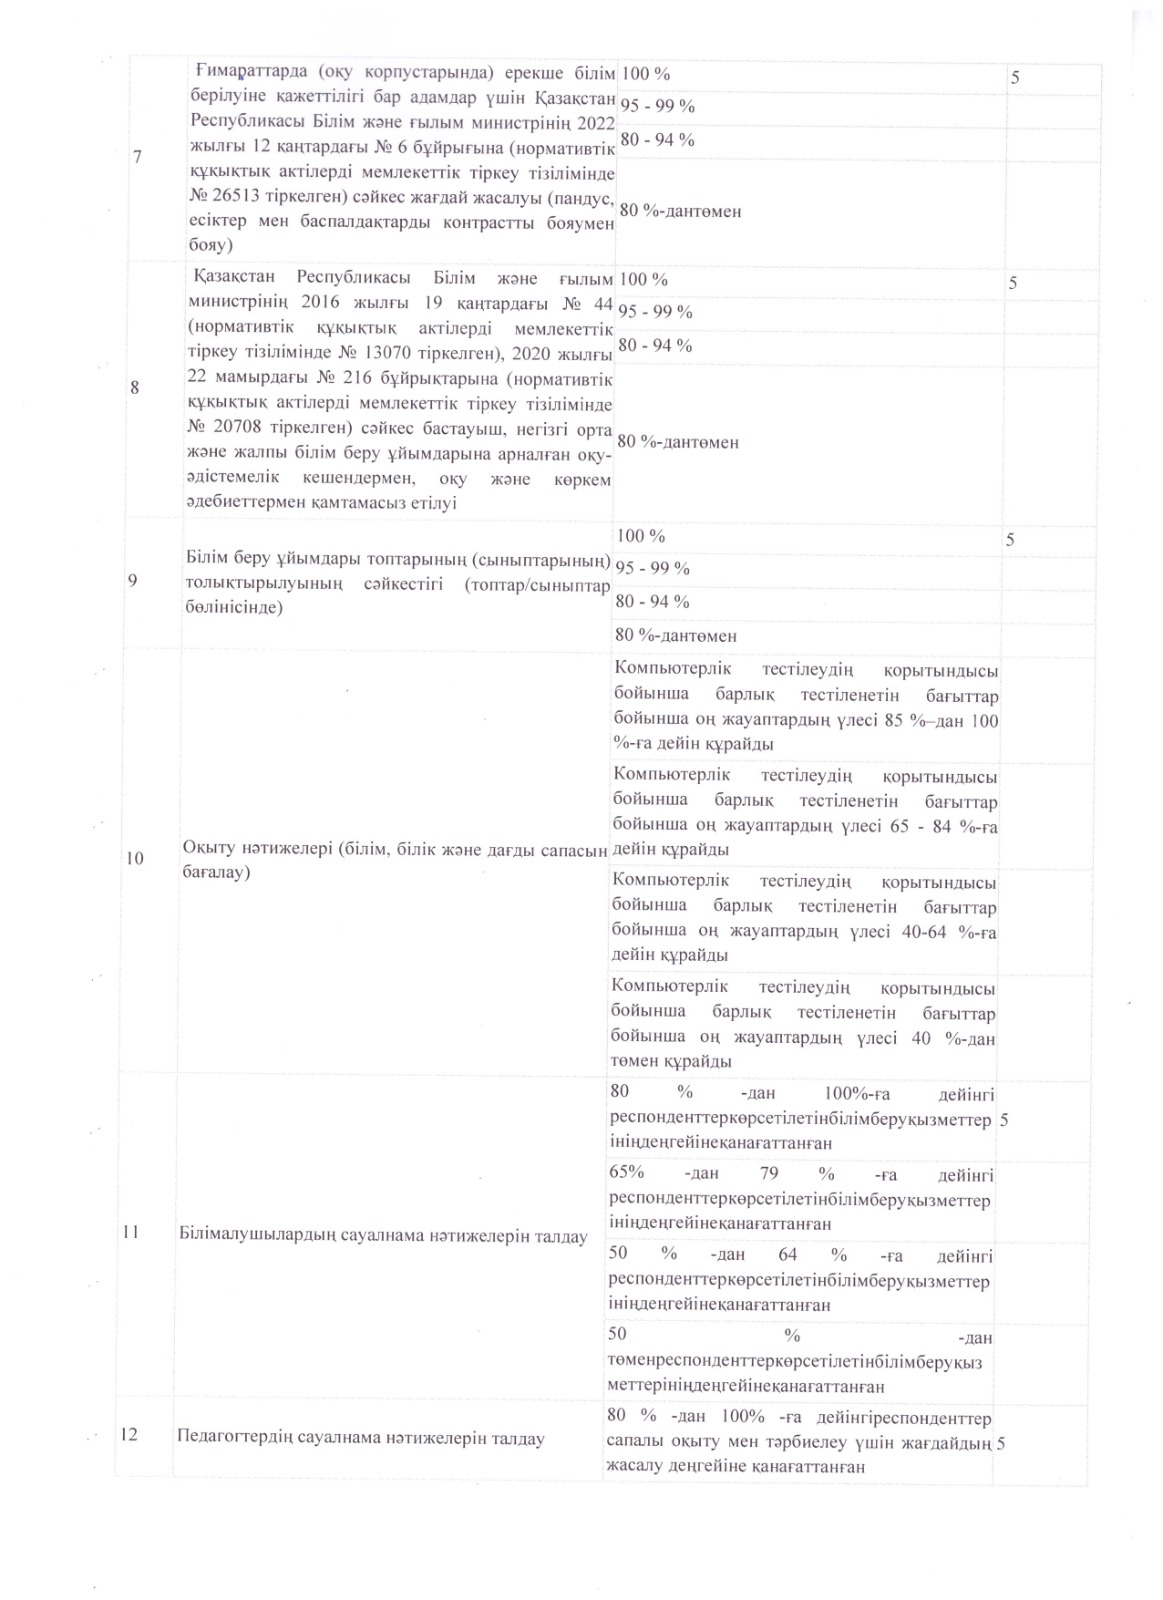 Ғимараттарда (оқу корпустарында) ерекше білім
берілуіне қажеттілігі бар адамдар үшін Қазақстан
Республикасы Білім және ғылым министрінің 2022
жылғы 12 қаңтардағы № 6 бұйрығына (нормативтік
құқықтық актілерді мемлекеттік тіркеу тізілімінде
№ 26513 тіркелген) сәйкес жағдай жасалуы (пандус,
есіктер мен баспалдақтарды контрастты бояумен
бояу)
7
100 %
5
95 - 99 %
80 - 94 %
80 %-дантөмен
Қазақстан Республикасы Білім және ғылым
министрінің 2016 жылғы 19 қаңтардағы № 44
(нормативтік құқықтық актілерді мемлекеттік
тіркеу тізілімінде № 13070 тіркелген), 2020 жылғы
22 мамырдағы № 216 бұйрықтарына (нормативтік
құқықтық актілерді мемлекеттік тіркеу тізілімінде
№ 20708 тіркелген) сәйкес бастауыш, негізгі орта
және жалпы білім беру ұйымдарына арналған оқу-
әдістемелік кешендермен, оқу және көркем
әдебиеттермен қамтамасыз етілуі
8
100 %
5
95 - 99 %
80 - 94 %
80 %-дантөмен
9
Білім беру ұйымдары топтарының (сыныптарының)
толықтырылуының сәйкестігі (топтар/сыныптар
бөлінісінде)
100 %
5
95 - 99 %
80 - 94 %
80 %-дантөмен
10
Оқыту нәтижелері (білім, білік және дағды сапасын
бағалау)
Компьютерлік тестілеудің қорытындысы
бойынша барлық тестіленетін бағыттар
бойынша оң жауаптардың үлесі 85 %–дан 100
%-ға дейін құрайды
Компьютерлік тестілеудің қорытындысы
бойынша барлық тестіленетін бағыттар
бойынша оң жауаптардың үлесі 65 - 84 %-ға
дейін құрайды
Компьютерлік тестілеудің қорытындысы
бойынша барлық тестіленетін бағыттар
бойынша оң жауаптардың үлесі 40-64 %-ға
дейін құрайды
Компьютерлік тестілеудің қорытындысы
бойынша барлық тестіленетін бағыттар
бойынша оң жауаптардың үлесі 40 %-дан
төмен құрайды
11
Білімалушылардың сауалнама нәтижелерін талдау
80 % -дан 100%-ға дейінгі
респонденттеркөрсетілетінбілімберуқызметтер 5
ініңдеңгейінеқанағаттанған
65% -дан 79 % -ға дейінгі
респонденттеркөрсетілетінбілімберуқызметтер
ініңдеңгейінеқанағаттанған
50 % -дан 64 % -ға дейінгі
респонденттеркөрсетілетінбілімберуқызметтер
ініңдеңгейінеқанағаттанған
50 % -дан
төменреспонденттеркөрсетілетінбілімберуқыз
меттерініңдеңгейінеқанағаттанған
12
Педагогтердің сауалнама нәтижелерін талдау
80 % -дан 100% -ға дейінгіреспонденттер
сапалы оқыту мен тәрбиелеу үшін жағдайдың 5
жасалу деңгейіне қанағаттанған